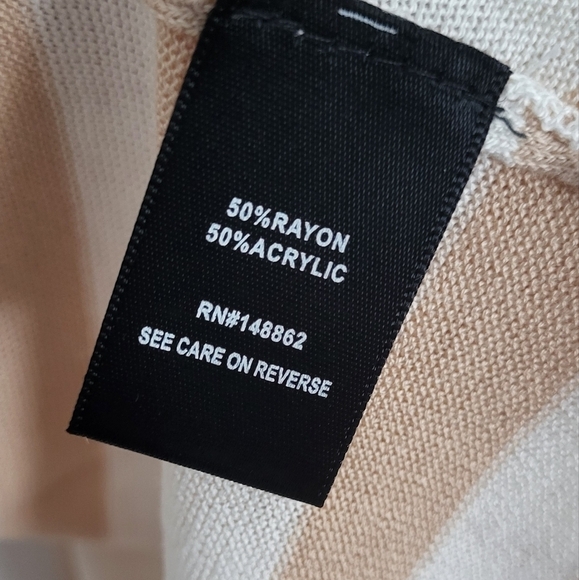 50%RAYON
50%ACRYLIC
RN#148862
SEE CARE ON REVERSE